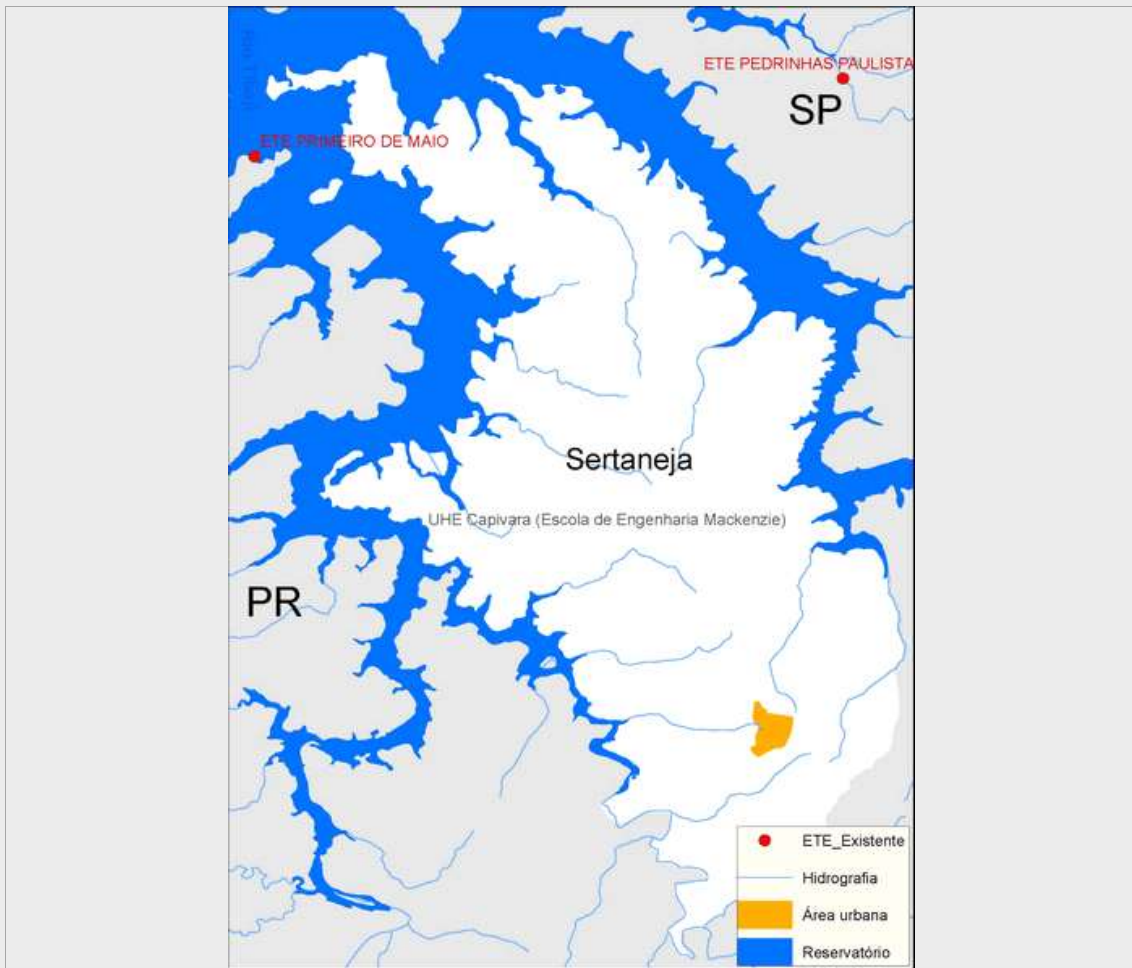 ETE PEDRINHAS PAULISTA
SP
ETE PRIMEIRO DE MAIO
Sertaneja
UHE Capivara (Escola de Engenharia Mackenzie)
PR
ETE_Existente
Hidrografia
Área urbana
Reservatório